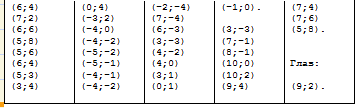 (6;4) (0;4) (-2;-4) (-1;0). (7;4)
(7;2) (-3;2) (7;-4) (7;6)
(6;6) (-4;0) (6;-3) (3;-3) (5;8).
(5;8) (-4;-2) (3;-3) (7;-1)
(5;6) (-5;-2) (4;-2) (8;-1)
(6;4) (-5;-1) (4;0) (10;0) Глаз:
(5;3) (-4;-1) (3;1) (10;2)
(3;4) (-4;-2) (0;1) (9;4) (9;2).